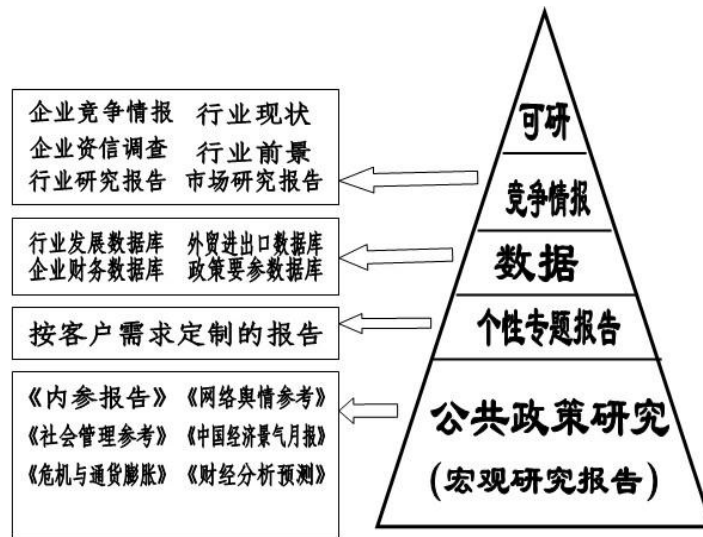 企业竞争情报 行业现状
企业资信调查 行业前景
行业研究报告 市场研究报告
行业发展数据库 外贸进出口数据库
企业财务数据库 政策要参数据库
按客户需求定制的报告
《内参报告》 《网络舆情参考》
《社会管理参考》 《中国经济景气月报》
《危机与通货膨胀》 《财经分析预测》
可研
竞争情报
数据
个性专题报告
公共政策研究
(宏观研究报告)